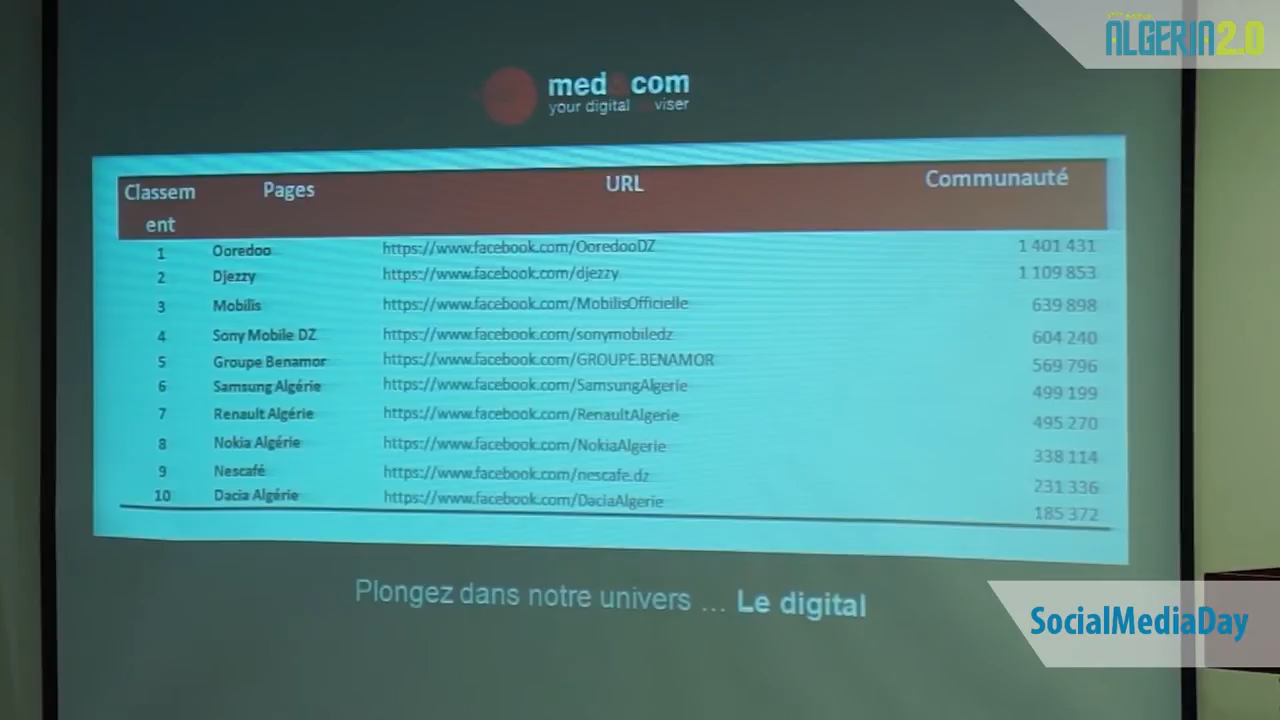 ALGERIA2.0
med com
your digital viser
Classem
ent
Pages
URL
Communauté
1 Ooredoo https://www.facebook.com/OoredooDZ 1 401 431
2 Djezzy https://www.facebook.com/djezzy 1 109 853
3 Mobilis https://www.facebook.com/MobilisOfficielle 639 898
4 Sony Mobile DZ https://www.facebook.com/sonymobiledz 604 240
5 Groupe Benamor https://www.facebook.com/GROUPE.BENAMOR 569 796
6 Samsung Algérie https://www.facebook.com/SamsungAlgerie 499 199
7 Renault Algérie https://www.facebook.com/RenaultAlgerie 495 270
8 Nokia Algérie https://www.facebook.com/NokiaAlgerie 338 114
9 Nescafé https://www.facebook.com/nescafe.dz 231 336
10 Dacia Algérie https://www.facebook.com/DaciaAlgerie 185 372
Plongez dans notre univers ... Le digital
SocialMediaDay